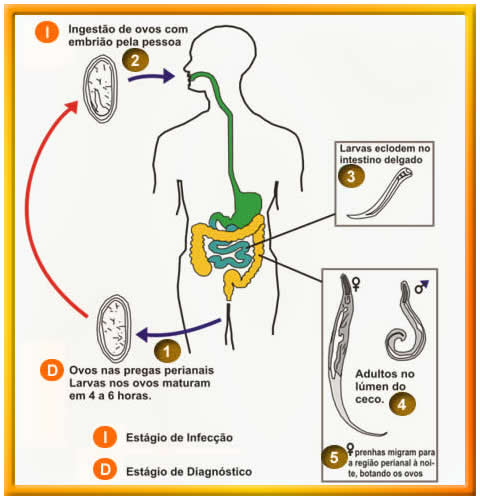 I
Ingestão de ovos com
embrião pela pessoa
2
Larvas eclodem no
intestino delgado
3
♀
♂
Adultos no
lúmen do
ceco.
4
5
♀ prenhas migram para
a região perianal à noi-
te, botando os ovos
1
D
Ovos nas pregas perianais
Larvas nos ovos maturam
em 4 a 6 horas.
I Estágio de Infecção
D Estágio de Diagnóstico